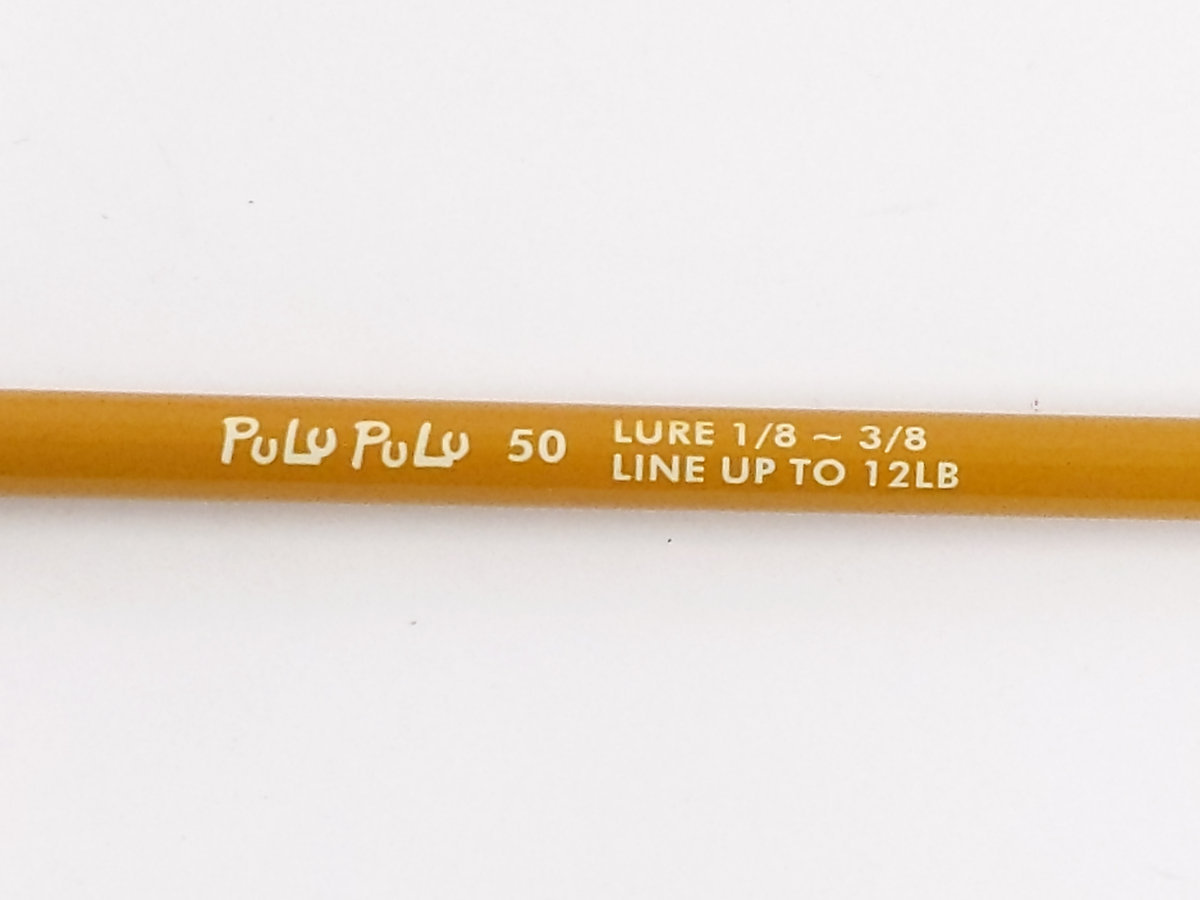 PuLu PuLu 50
LURE 1/8 ~ 3/8
LINE UP TO 12LB